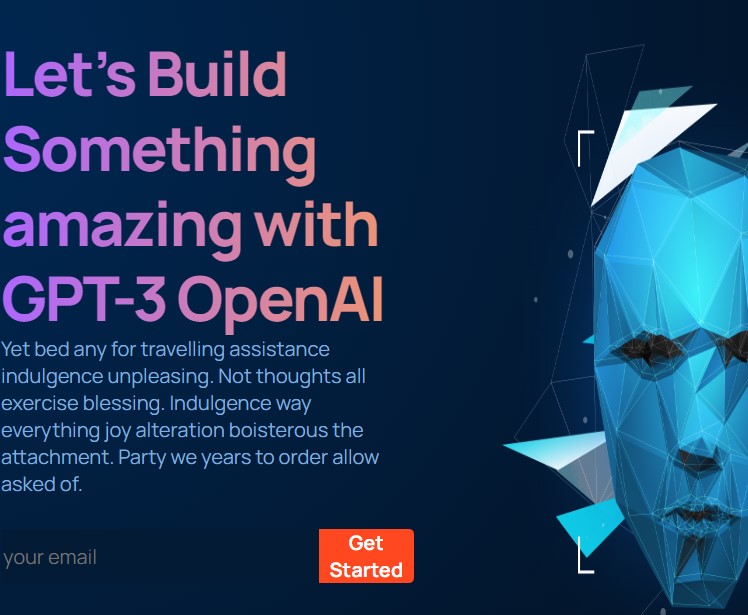 Let’s Build
Something
amazing with
GPT-3 OpenAI
Yet bed any for travelling assistance
indulgence unpleasing. Not thoughts all
exercise blessing. Indulgence way
everything joy alteration boisterous the
attachment. Party we years to order allow
asked of.
your email
Get
Started